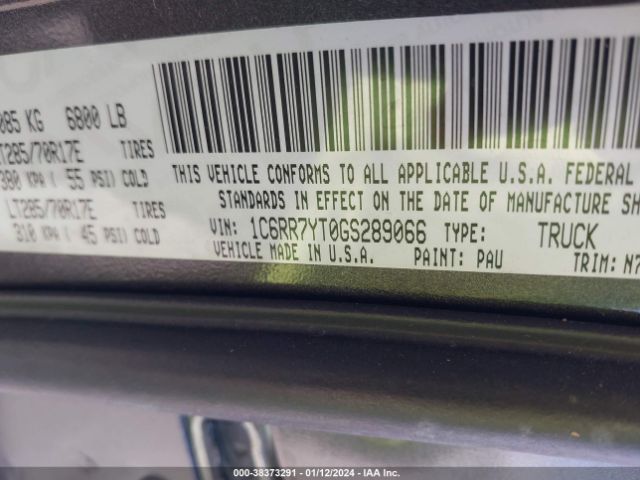 085 KG 6800 LB
T285/70R17E TIRES
380 KPA ( 55 PSI) COLD
LT285/70R17E TIRES
310 KPA ( 45 PSI) COLD
THIS VEHICLE CONFORMS TO ALL APPLICABLE U.S.A. FEDERAL
STANDARDS IN EFFECT ON THE DATE OF MANUFACTURE SH
VIN: 1C6RR7YT0GS289066 TYPE: TRUCK
VEHICLE MADE IN U.S.A. PAINT: PAU TRIM: N7
000-38373291 - 01/12/2024 - IAA Inc.